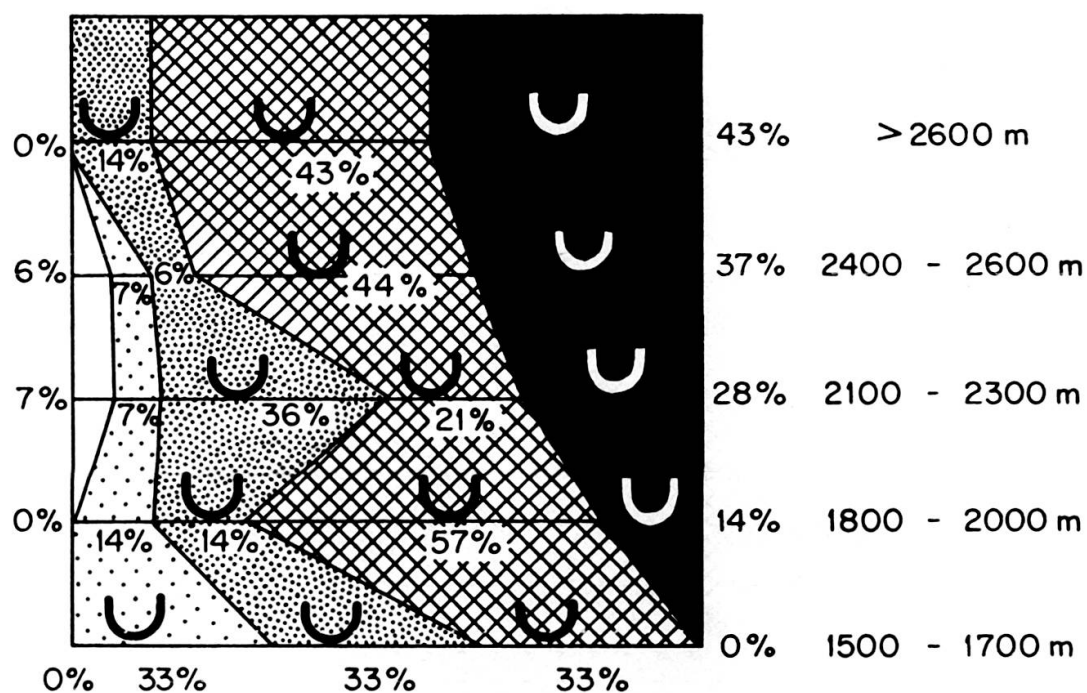 0% 14% 43% 43% > 2600 m
6% 7% 6% 44% 37% 2400 - 2600 m
7% 7% 36% 21% 28% 2100 - 2300 m
0% 14% 14% 57% 14% 1800 - 2000 m
0% 1500 - 1700 m
0% 33% 33% 33%